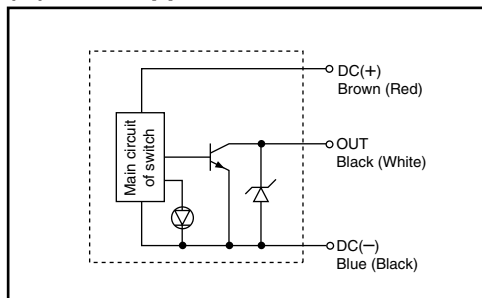 DC(+)
Brown (Red)
Main circuit
of switch
OUT
Black (White)
DC(−)
Blue (Black)